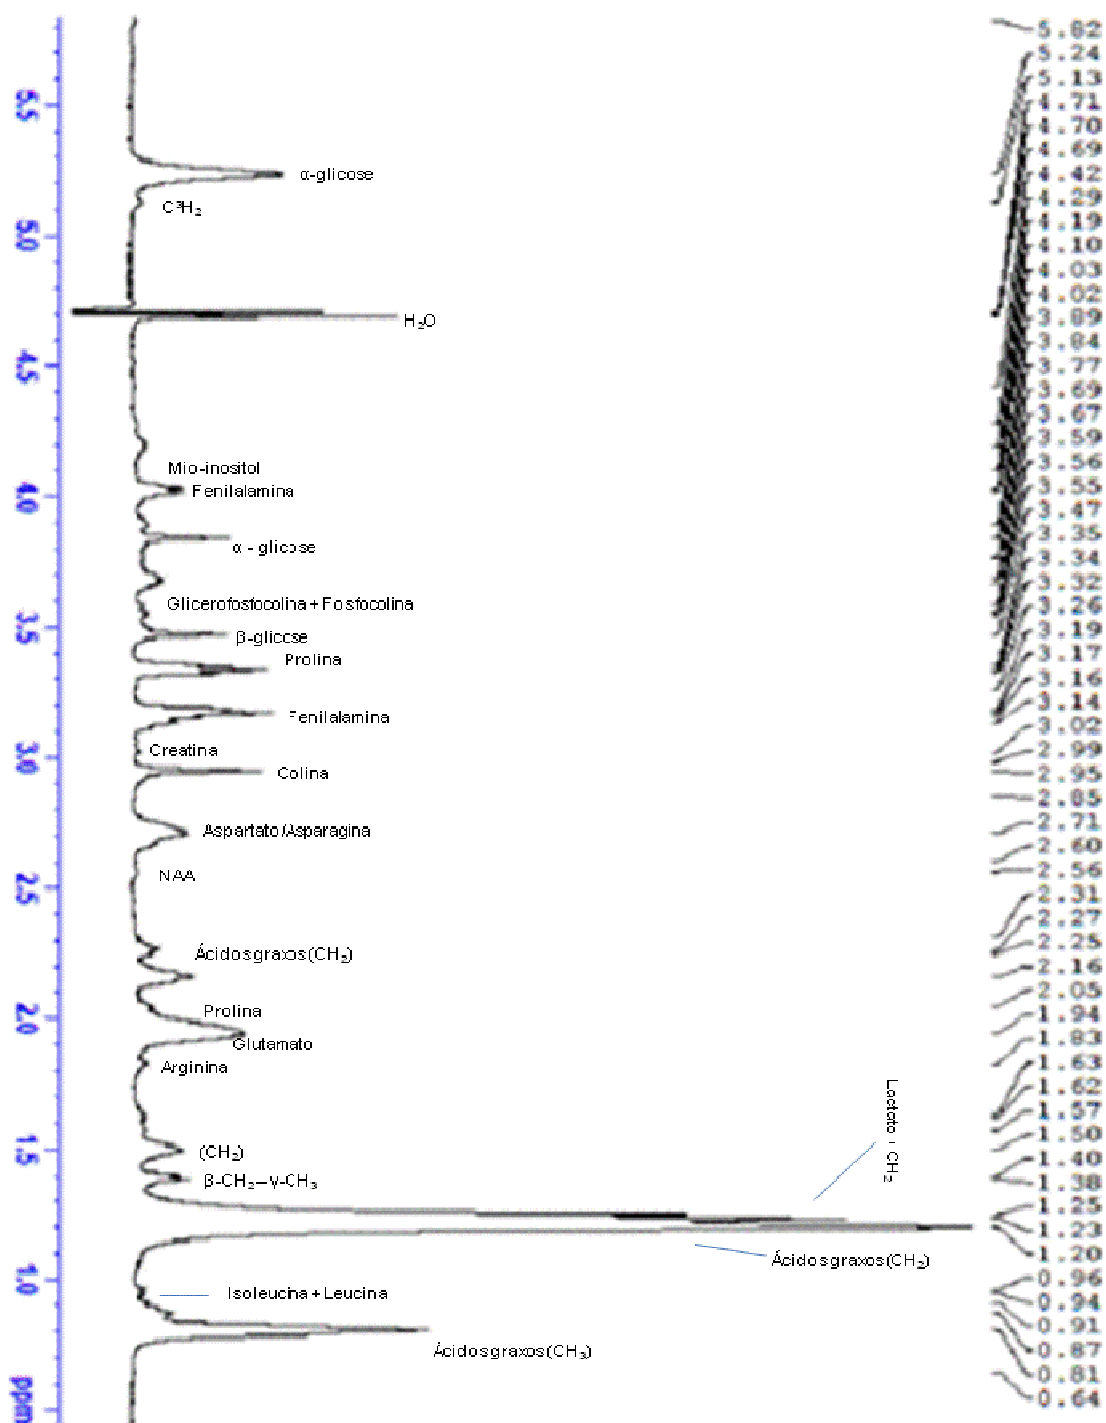 5.82
5.24
5.13
4.71
4.70
4.69
4.42
4.29
4.19
4.10
4.03
4.02
3.89
3.84
3.77
3.69
3.67
3.59
3.56
3.55
3.47
3.35
3.34
3.32
3.26
3.19
3.17
3.16
3.14
3.02
2.99
2.95
2.85
2.71
2.60
2.56
2.31
2.27
2.25
2.16
2.05
1.94
1.83
1.63
1.62
1.57
1.50
1.40
1.38
1.25
1.23
1.20
0.96
0.94
0.91
0.87
0.81
0.64
5.5
5.0
4.5
4.0
3.5
3.0
2.5
2.0
1.5
1.0
ppm
α-glicose
C³H₂
H₂O
Mio-inositol
Fenilalamina
α - glicose
Glicerofosfocolina + Fosfocolina
β-glicose
Prolina
Fenilalamina
Creatina
Colina
Aspartato/Asparagina
NAA
Ácidos graxos (CH₂)
Prolina
Glutamato
Arginina
(CH₂)
β-CH₂–γ-CH₃
Lactato + CH₂
Ácidos graxos (CH₂)
Isoleucina + Leucina
Ácidos graxos (CH₃)